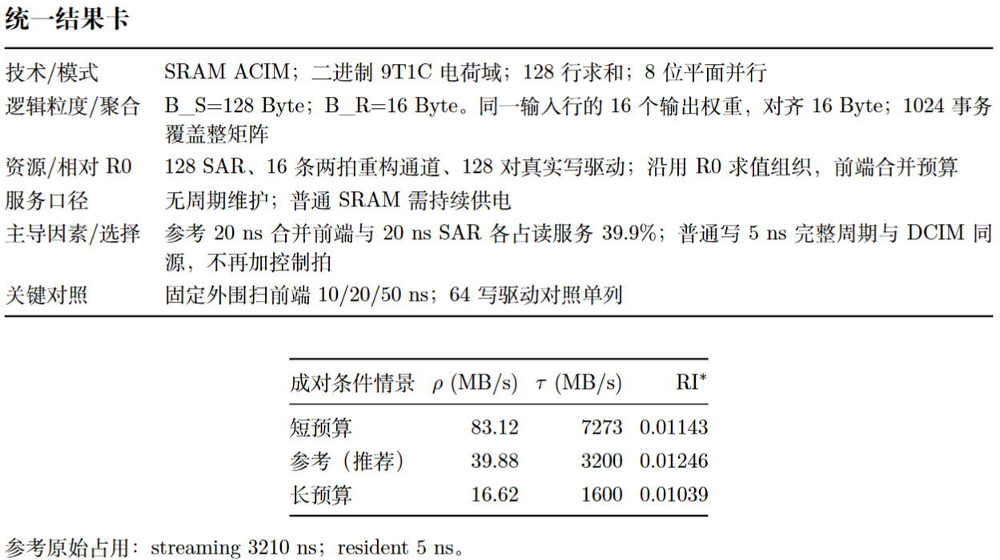 统一结果卡
技术/模式 SRAM ACIM；二进制 9T1C 电荷域；128 行求和；8 位平面并行
逻辑粒度/聚合 B_S=128 Byte；B_R=16 Byte。同一输入行的 16 个输出权重，对齐 16 Byte；1024 事务
覆盖整矩阵
资源/相对 R0 128 SAR、16 条两拍重构通道、128 对真实写驱动；沿用 R0 求值组织，前端合并预算
服务口径 无周期维护；普通 SRAM 需持续供电
主导因素/选择 参考 20 ns 合并前端与 20 ns SAR 各占读服务 39.9%；普通写 5 ns 完整周期与 DCIM 同
源，不再加控制拍
关键对照 固定外围扫前端 10/20/50 ns；64 写驱动对照单列
成对条件情景 ρ (MB/s) τ (MB/s) RI*
短预算 83.12 7273 0.01143
参考（推荐） 39.88 3200 0.01246
长预算 16.62 1600 0.01039
参考原始占用：streaming 3210 ns；resident 5 ns。